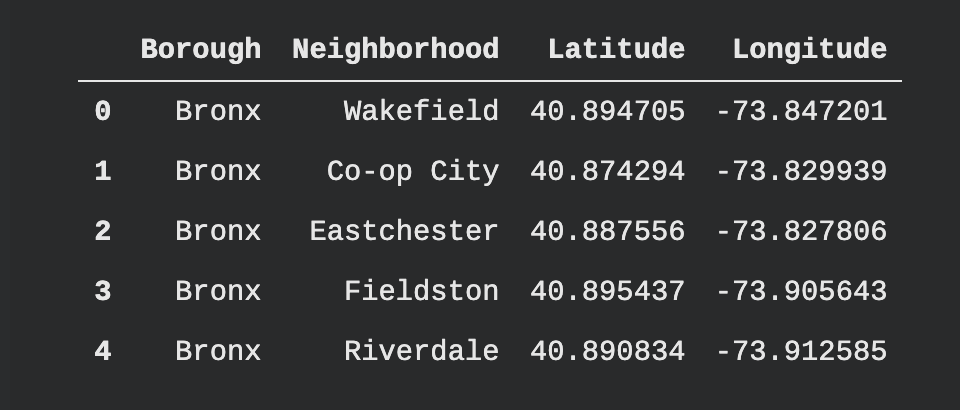 Borough Neighborhood Latitude Longitude
0 Bronx Wakefield 40.894705 -73.847201
1 Bronx Co-op City 40.874294 -73.829939
2 Bronx Eastchester 40.887556 -73.827806
3 Bronx Fieldston 40.895437 -73.905643
4 Bronx Riverdale 40.890834 -73.912585